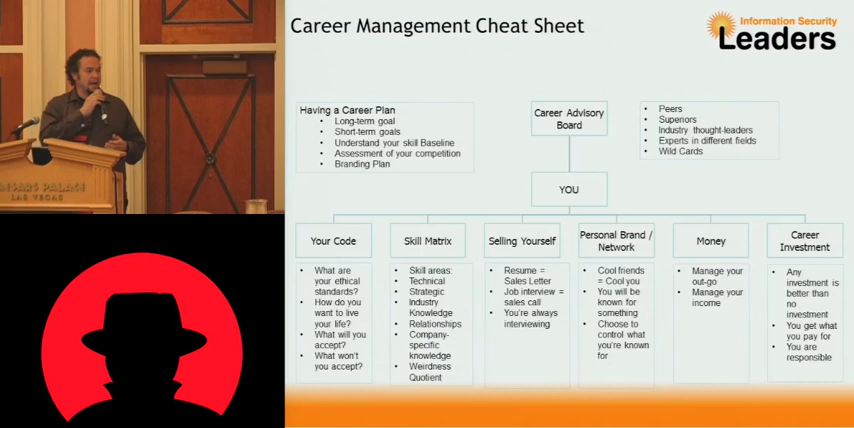 Career Management Cheat Sheet
Information Security
Leaders
Having a Career Plan
• Long-term goal
• Short-term goals
• Understand your skill Baseline
• Assessment of your competition
• Branding Plan
Career Advisory
Board
• Peers
• Superiors
• Industry thought-leaders
• Experts in different fields
• Wild Cards
YOU
Your Code
• What are
your ethical
standards?
• How do you
want to live
your life?
• What will you
accept?
• What won't
you accept?
Skill Matrix
• Skill areas:
• Technical
• Strategic
• Industry
Knowledge
• Relationships
• Company-
specific
knowledge
• Weirdness
Quotient
Selling Yourself
• Resume =
Sales Letter
• Job interview =
sales call
• You're always
interviewing
Personal Brand /
Network
• Cool friends
= Cool you
• You will be
known for
something
• Choose to
control what
you're known
for
Money
• Manage your
out-go
• Manage your
income
Career
Investment
• Any
investment is
better than
no
investment
• You get what
you pay for
• You are
responsible
CAESARS PALACE
LAS VEGAS